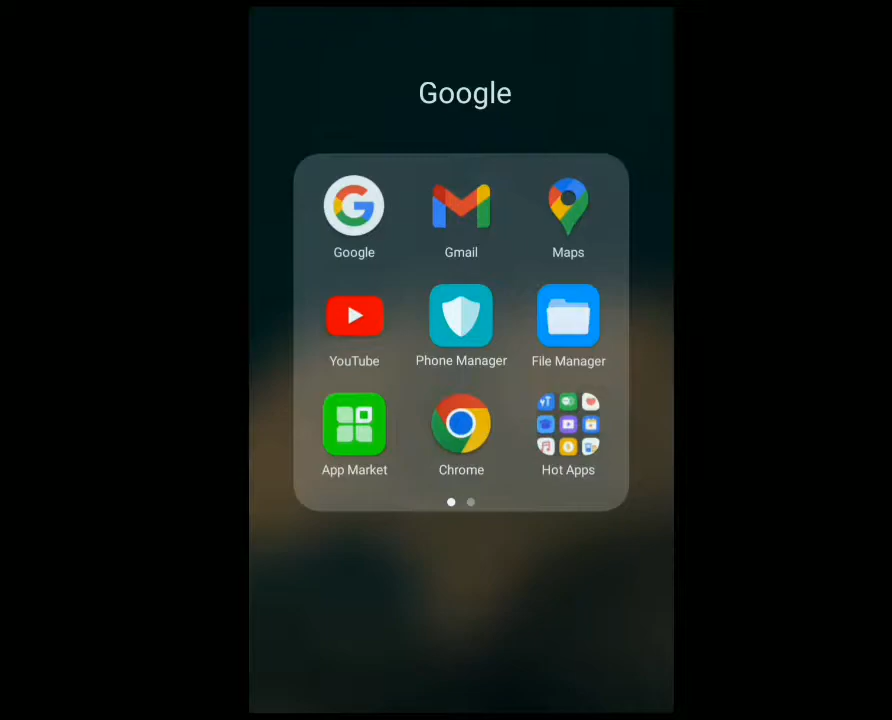 Google
Google
Gmail
Maps
YouTube
Phone Manager
File Manager
App Market
Chrome
Hot Apps